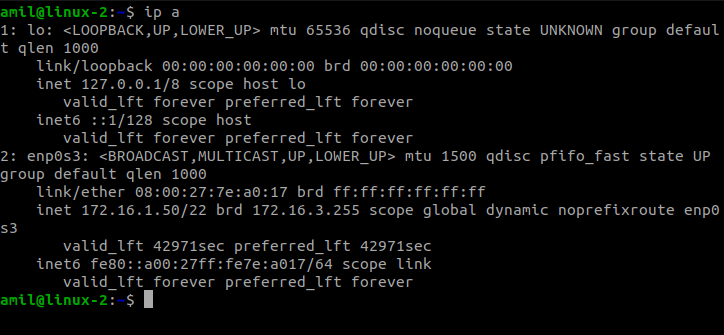 amil@linux-2:~$ ip a
1: lo: <LOOPBACK,UP,LOWER_UP> mtu 65536 qdisc noqueue state UNKNOWN group defaul
t qlen 1000
    link/loopback 00:00:00:00:00:00 brd 00:00:00:00:00:00
    inet 127.0.0.1/8 scope host lo
       valid_lft forever preferred_lft forever
    inet6 ::1/128 scope host
       valid_lft forever preferred_lft forever
2: enp0s3: <BROADCAST,MULTICAST,UP,LOWER_UP> mtu 1500 qdisc pfifo_fast state UP
group default qlen 1000
    link/ether 08:00:27:7e:a0:17 brd ff:ff:ff:ff:ff:ff
    inet 172.16.1.50/22 brd 172.16.3.255 scope global dynamic noprefixroute enp0
s3
       valid_lft 42971sec preferred_lft 42971sec
    inet6 fe80::a00:27ff:fe7e:a017/64 scope link
       valid_lft forever preferred_lft forever
amil@linux-2:~$